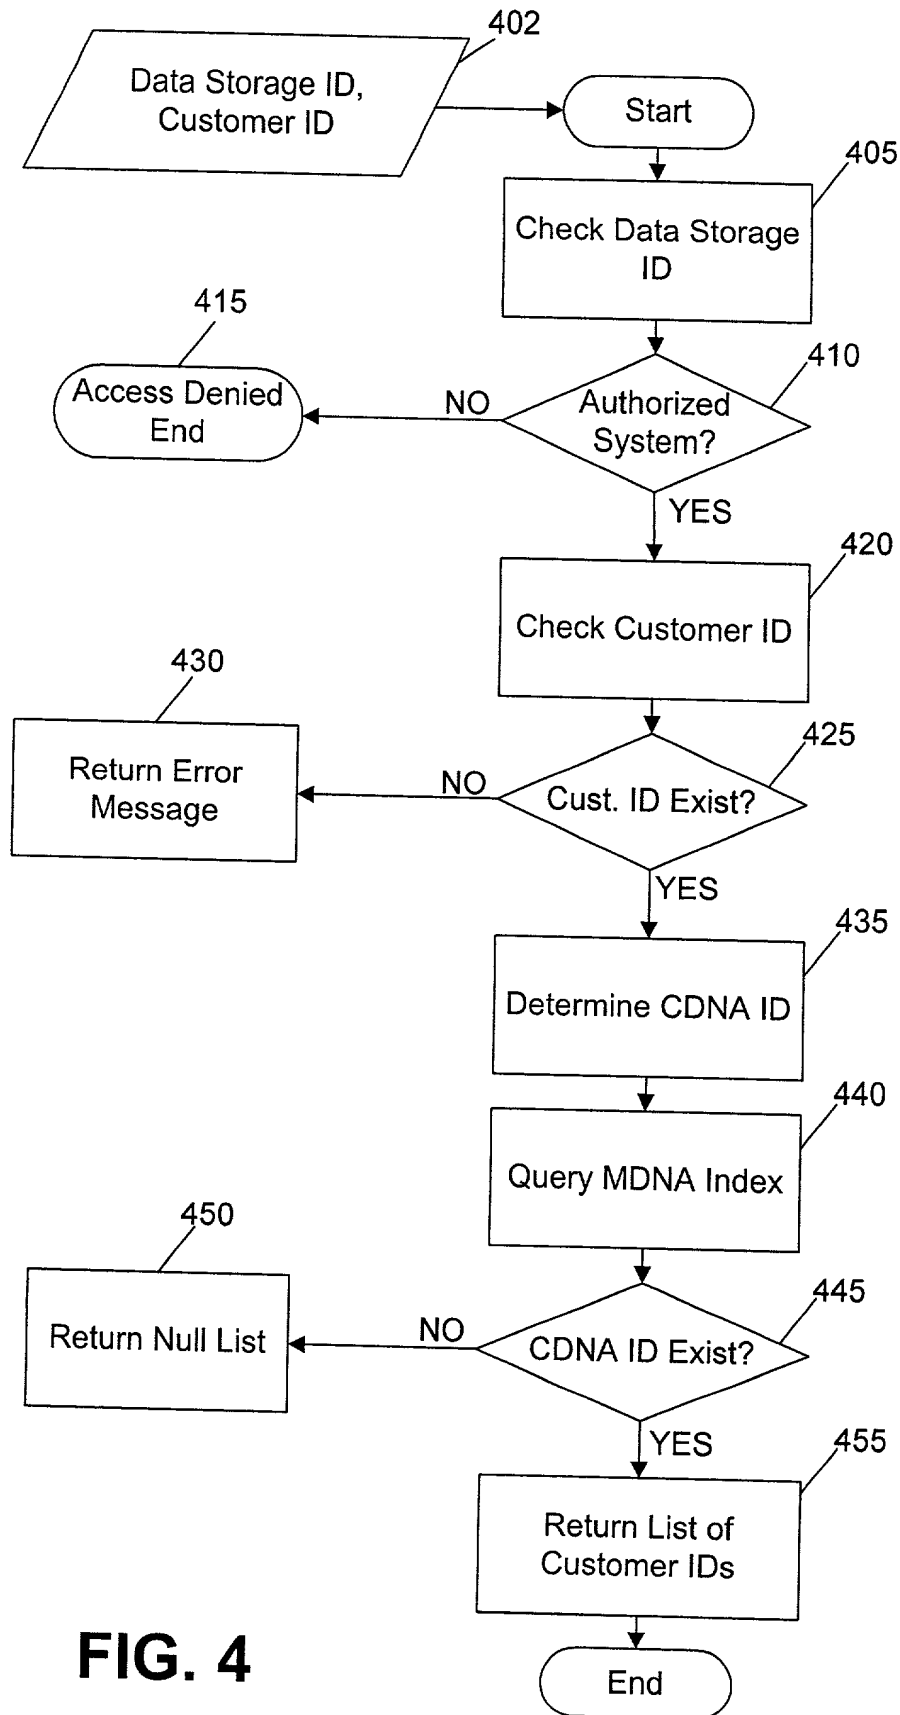 402
Data Storage ID,
Customer ID
Start
405
Check Data Storage
ID
415
410
Access Denied
End
NO
Authorized
System?
YES
420
Check Customer ID
430
425
Return Error
Message
NO
Cust. ID Exist?
YES
435
Determine CDNA ID
440
Query MDNA Index
450
445
Return Null List
NO
CDNA ID Exist?
YES
455
Return List of
Customer IDs
FIG. 4
End